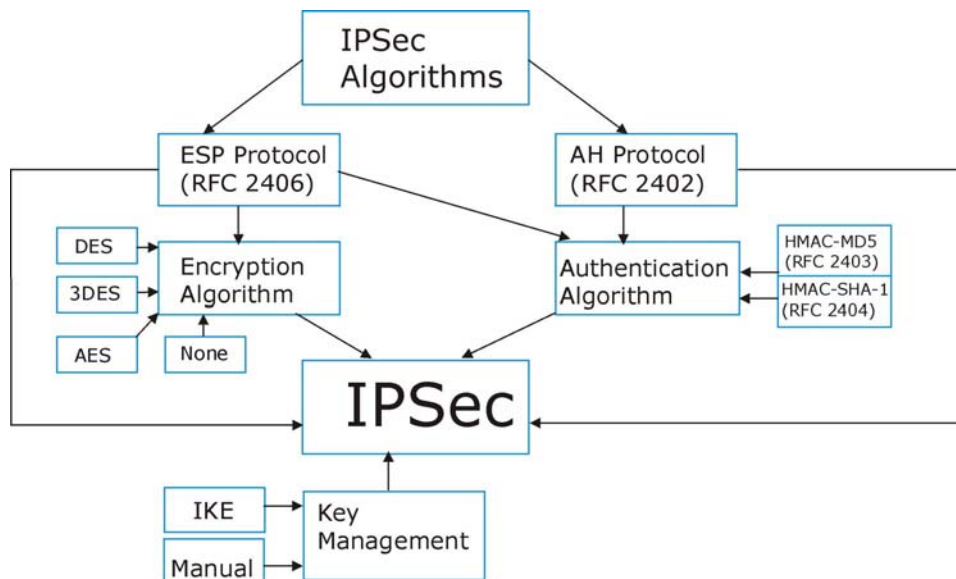 IPSec
Algorithms
ESP Protocol
(RFC 2406)
AH Protocol
(RFC 2402)
DES
3DES
AES
None
Encryption
Algorithm
Authentication
Algorithm
HMAC-MD5
(RFC 2403)
HMAC-SHA-1
(RFC 2404)
IPSec
IKE
Manual
Key
Management